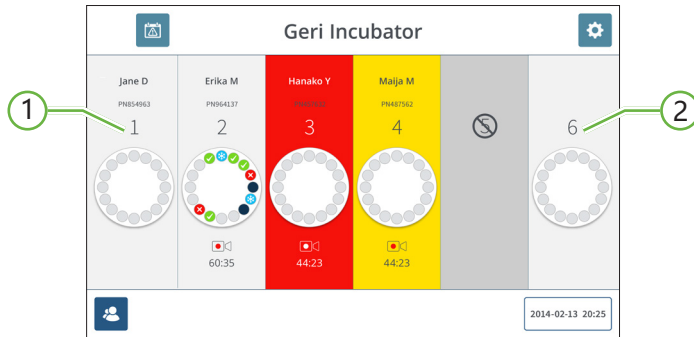 Geri Incubator
Jane D
PN854963
1
Erika M
PN964137
2
60:35
Hanako Y
3
44:23
Maija M
PN487562
4
44:23
5
6
2014-02-13 20:25
1
2